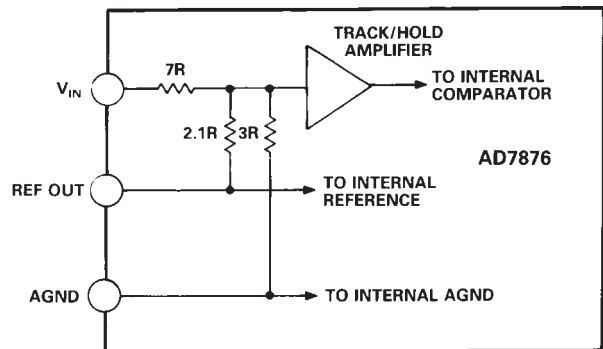 TRACK/HOLD
AMPLIFIER
7R
VIN
TO INTERNAL
COMPARATOR
2.1R
3R
AD7876
REF OUT
TO INTERNAL
REFERENCE
AGND
TO INTERNAL AGND